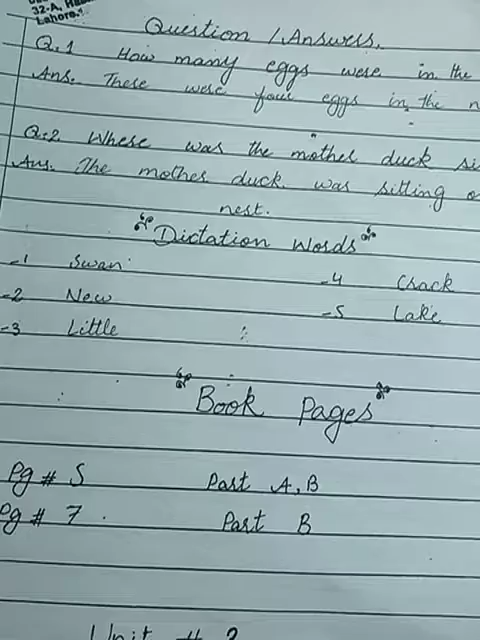 32-A,
Lahore.
Question / Answers.
Q.1 How many eggs were in the
Ans. There were four eggs in the
Q.2 Where was the mother duck
Ans. The mother duck was sitting
nest.
Dictation Words
-1 Swan -4 Crack
-2 New -5 Lake
-3 Little
Book Pages
Pg # 5 Part A, B
Pg # 7. Part B
Unit #